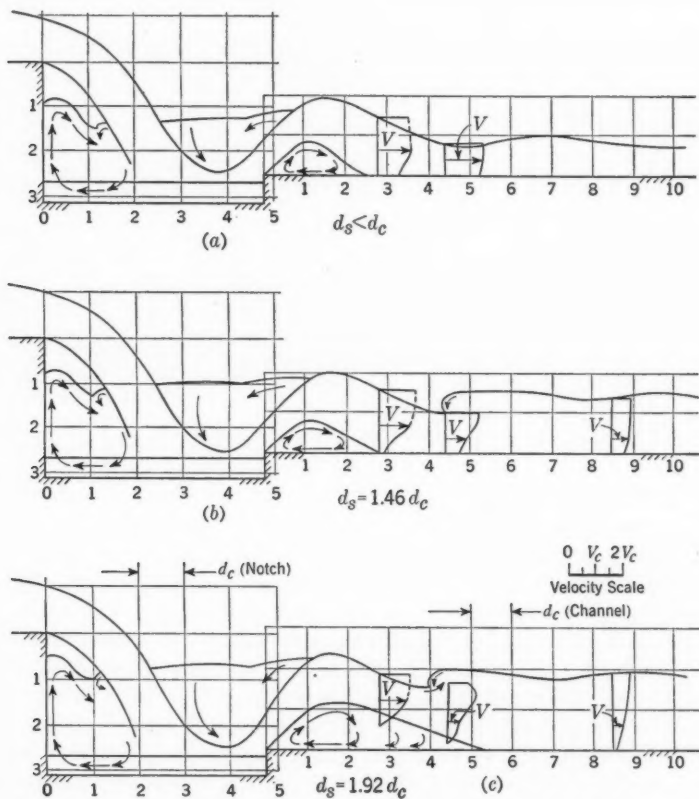 1
2
3
0 1 2 3 4 5
1 2 3 4 5 6 7 8 9 10
V
V
(a)
d_s<d_c
1
2
3
0 1 2 3 4 5
1 2 3 4 5 6 7 8 9 10
V
V
V
(b)
d_s=1.46 d_c
d_c (Notch)
0 V_c 2V_c
Velocity Scale
d_c (Channel)
1
2
3
0 1 2 3 4 5
1 2 3 4 5 6 7 8 9 10
V
V
V
d_s=1.92 d_c
(c)